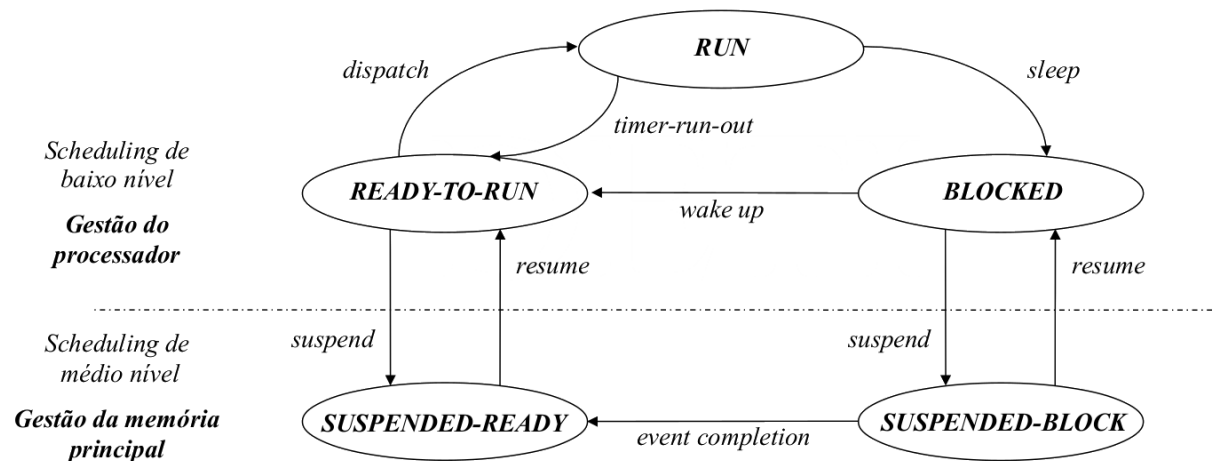 RUN
dispatch
sleep
timer-run-out
Scheduling de
baixo nível
READY-TO-RUN
BLOCKED
wake up
Gestão do
processador
resume
resume
suspend
suspend
Scheduling de
médio nível
Gestão da memória
principal
SUSPENDED-READY
SUSPENDED-BLOCK
event completion